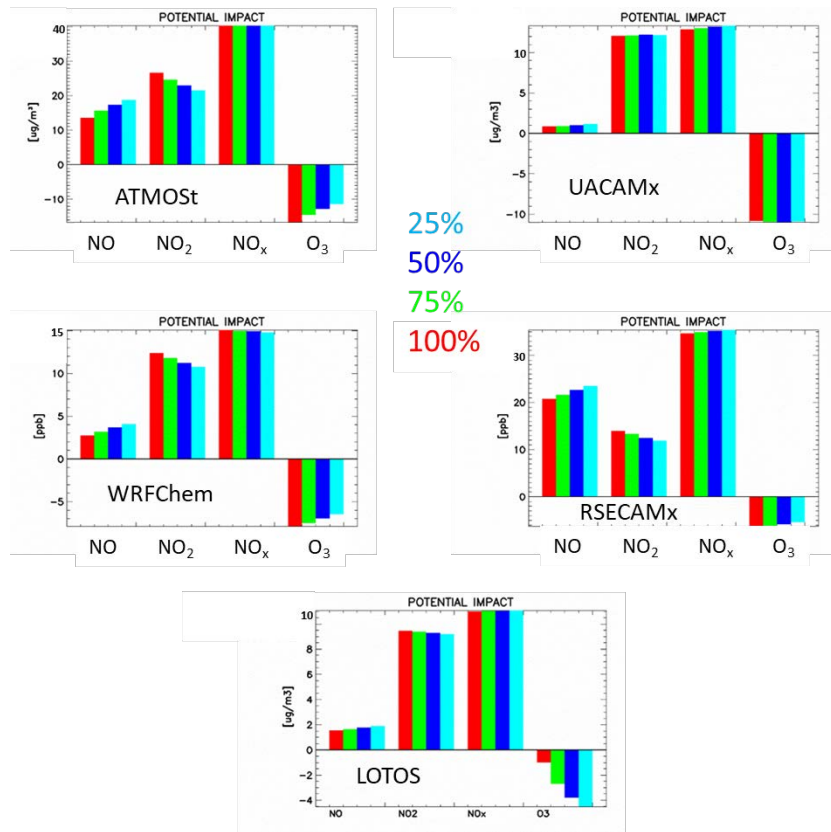 POTENTIAL IMPACT
40
30
20
10
0
−10
[ug/m³]
ATMOSt
NO NO₂ NOₓ O₃
POTENTIAL IMPACT
10
5
0
−5
−10
[ug/m3]
UACAMx
NO NO₂ NOₓ O₃
25%
50%
75%
100%
POTENTIAL IMPACT
15
10
5
0
−5
[ppb]
WRFChem
NO NO₂ NOₓ O₃
POTENTIAL IMPACT
30
20
10
0
[ppb]
RSECAMx
NO NO₂ NOₓ O₃
POTENTIAL IMPACT
10
8
6
4
2
0
−2
−4
[ug/m3]
LOTOS
NO NO2 NOx O3